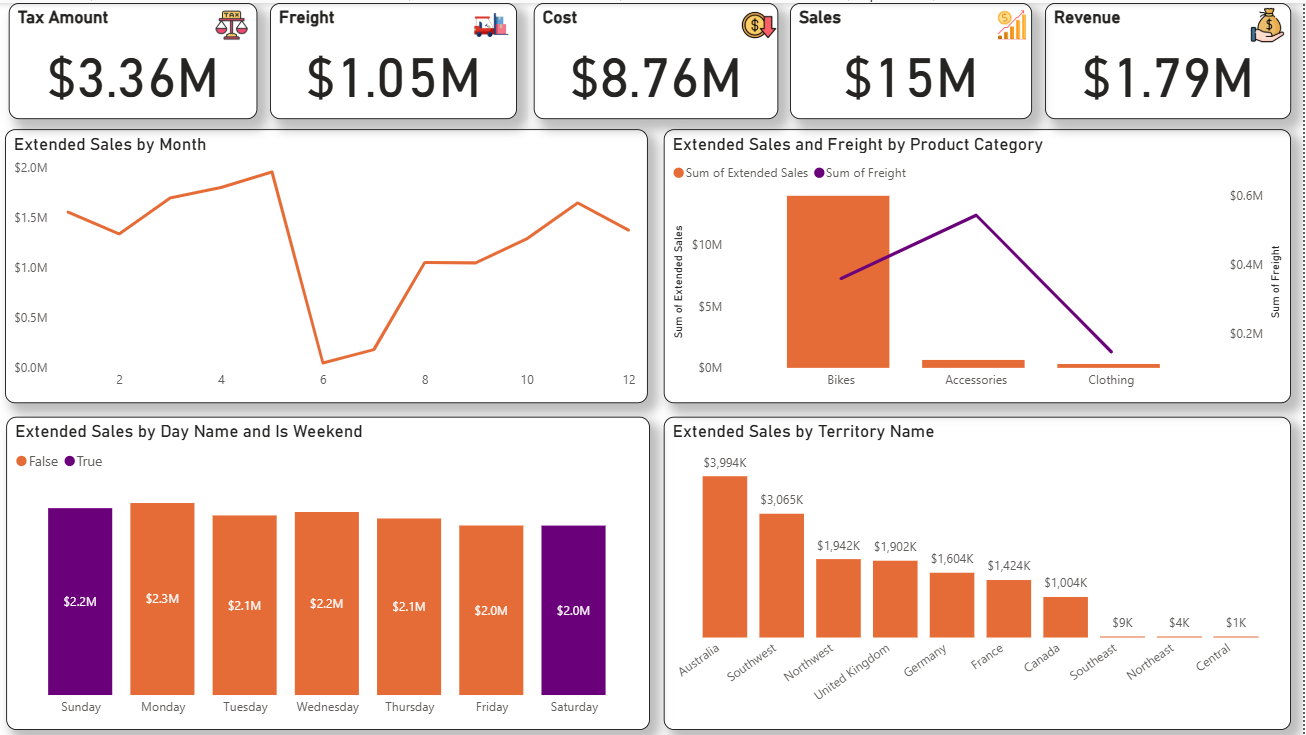 Tax Amount
TAX
$3.36M
Freight
$1.05M
Cost
$
$8.76M
Sales
$
$15M
Revenue
$
$1.79M
Extended Sales by Month
$2.0M
$1.5M
$1.0M
$0.5M
$0.0M
2 4 6 8 10 12
Extended Sales and Freight by Product Category
Sum of Extended Sales Sum of Freight
Sum of Extended Sales
$10M
$5M
$0M
$0.6M
$0.4M
$0.2M
Sum of Freight
Bikes Accessories Clothing
Extended Sales by Day Name and Is Weekend
False True
$2.2M $2.3M $2.1M $2.2M $2.1M $2.0M $2.0M
Sunday Monday Tuesday Wednesday Thursday Friday Saturday
Extended Sales by Territory Name
$3,994K $3,065K $1,942K $1,902K $1,604K $1,424K $1,004K $9K $4K $1K
Australia Southwest Northwest United Kingdom Germany France Canada Southeast Northeast Central